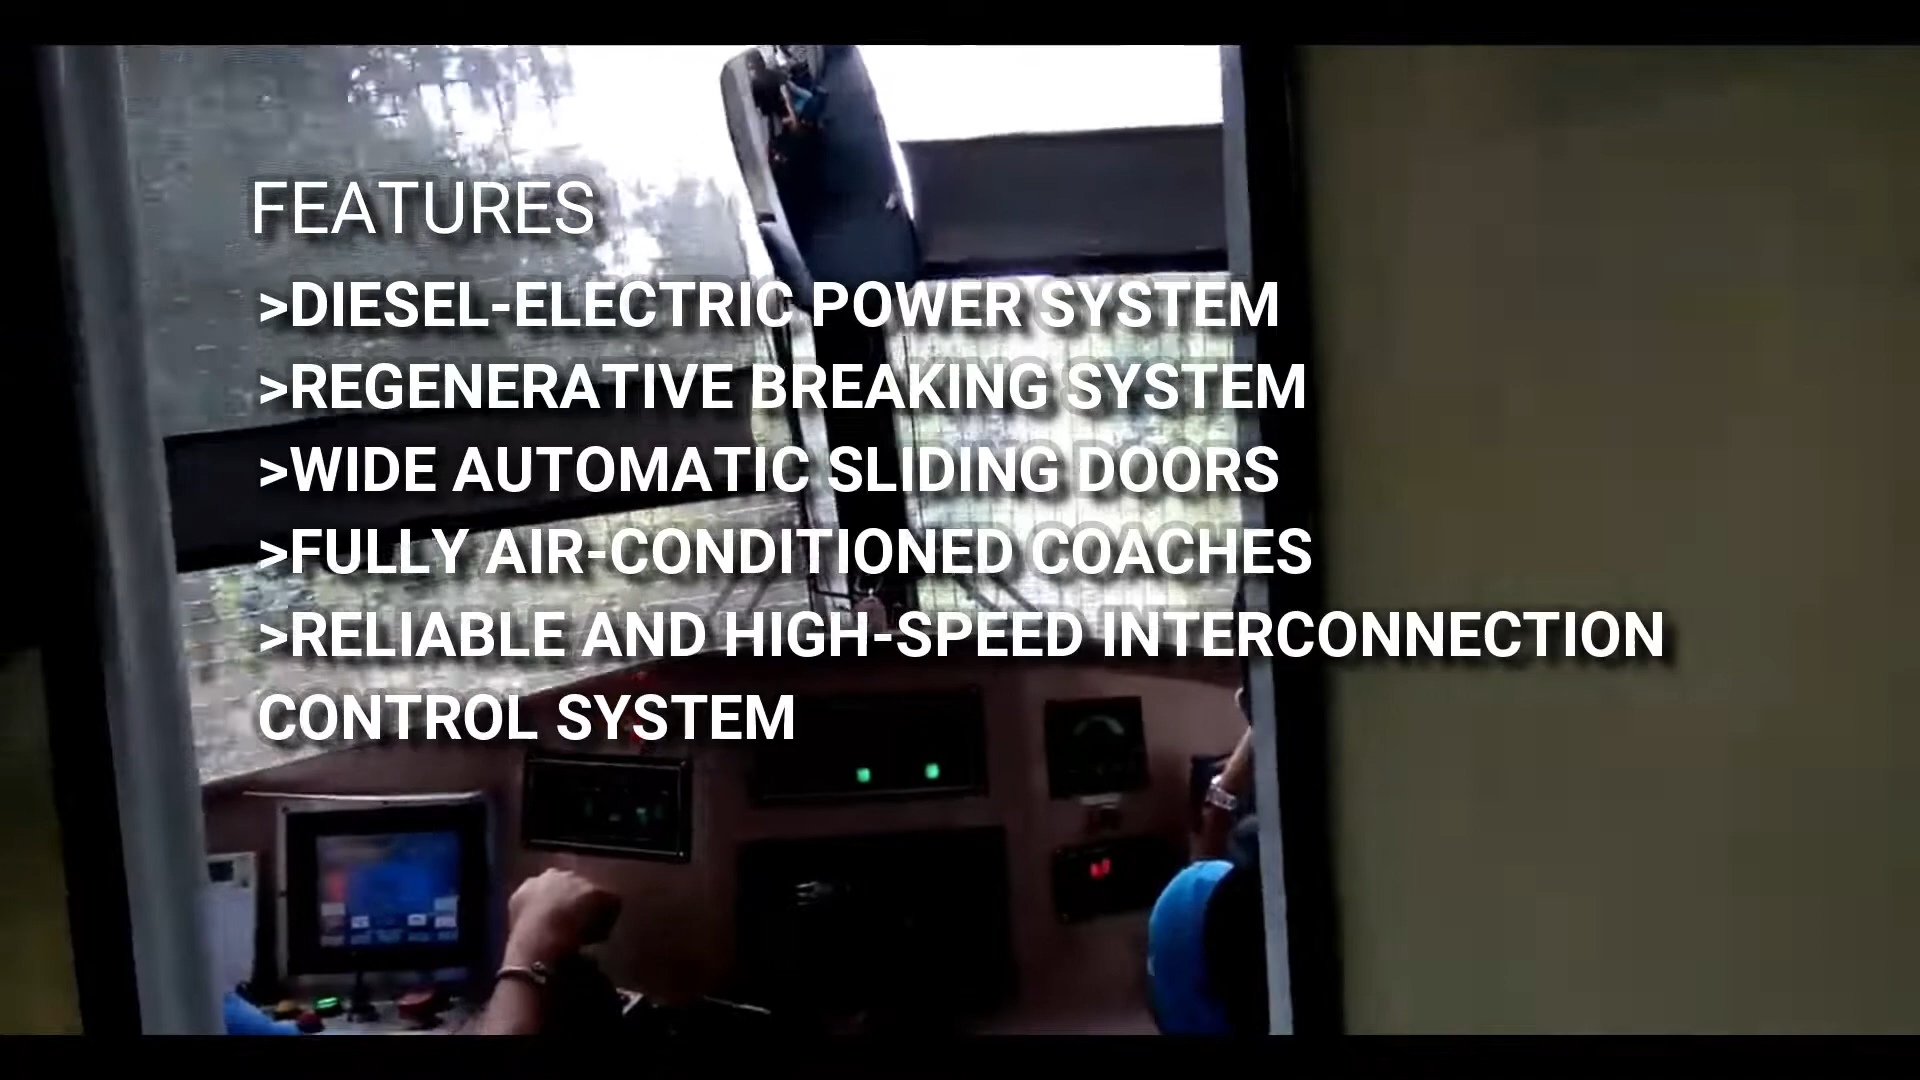 FEATURES
>DIESEL-ELECTRIC POWER SYSTEM
>REGENERATIVE BREAKING SYSTEM
>WIDE AUTOMATIC SLIDING DOORS
>FULLY AIR-CONDITIONED COACHES
>RELIABLE AND HIGH-SPEED INTERCONNECTION
CONTROL SYSTEM